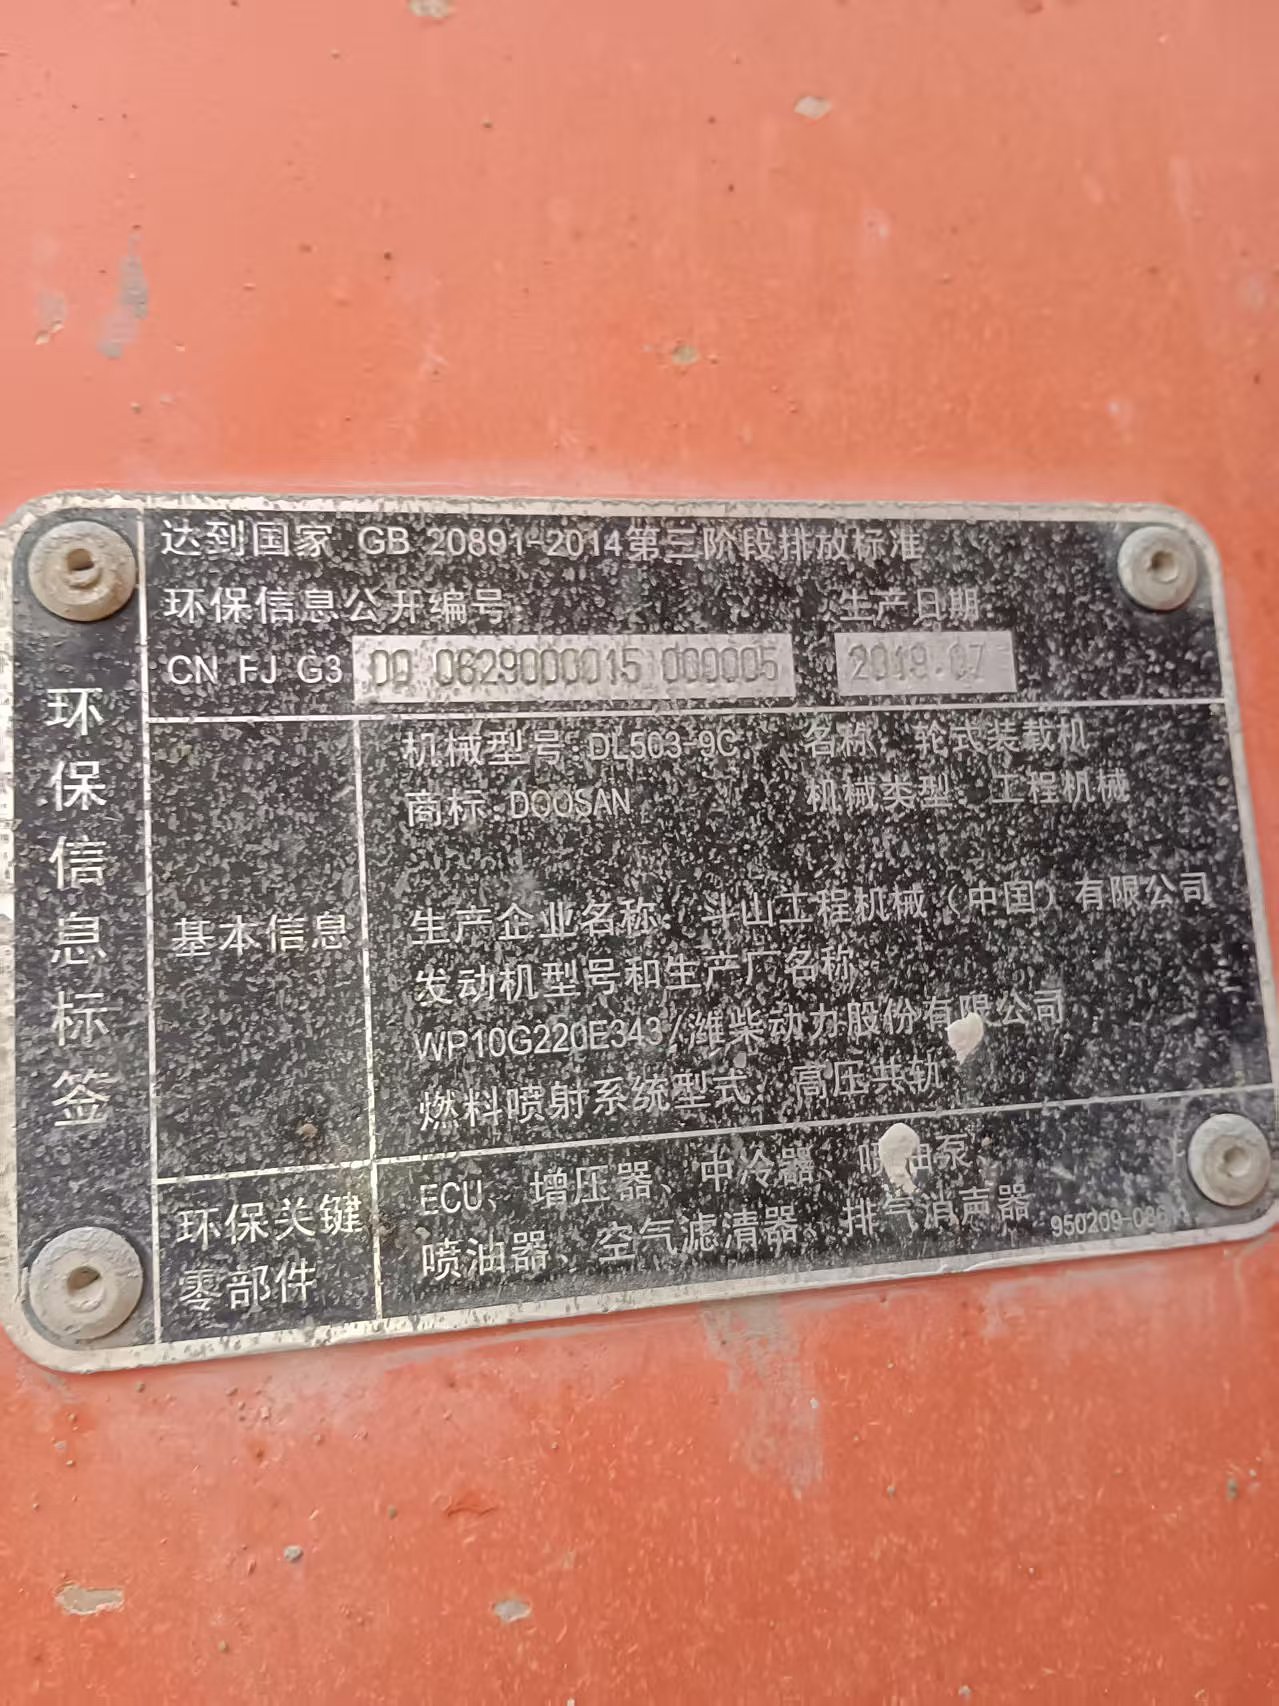 环保信息标签
达到国家 GB 20891-2014第三阶段排放标准
环保信息公开编号 生产日期
CN FJ G3 00 0629000015 000005 2019.07
基本信息
机械型号:DL503-9C 名称: 轮式装载机
商标:DOOSAN 机械类型: 工程机械
生产企业名称: 斗山工程机械(中国)有限公司
发动机型号和生产厂名称:
WP10G220E343/潍柴动力股份有限公司
燃料喷射系统型式: 高压共轨
环保关键
零部件
ECU、增压器、中冷器、喷油泵、
喷油器、空气滤清器、排气消声器